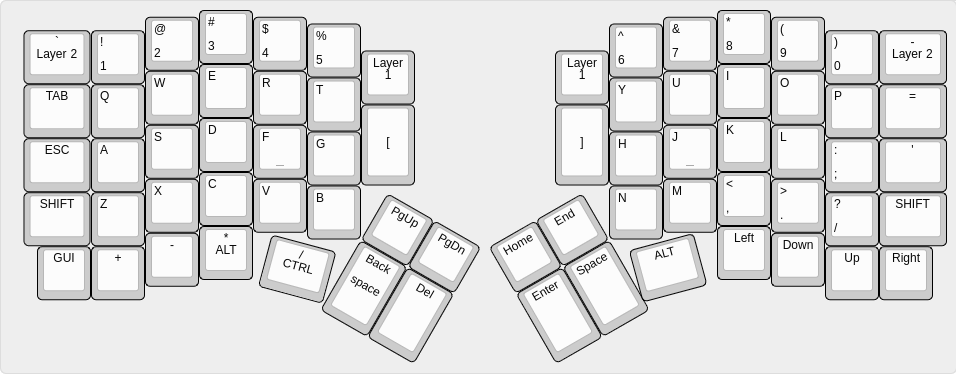 ` ! @ # $ % ^ & * ( ) -
Layer 2 1 2 3 4 5 Layer 1 Layer 1 6 7 8 9 0 Layer 2
TAB Q W E R T Y U I O P =
ESC A S D F _ G [ ] H J _ K L : ; '
SHIFT Z X C V B N M < , > . ? / SHIFT
GUI + - * ALT / CTRL PgUp PgDn Home End ALT Left Down Up Right
Back space Del Enter Space